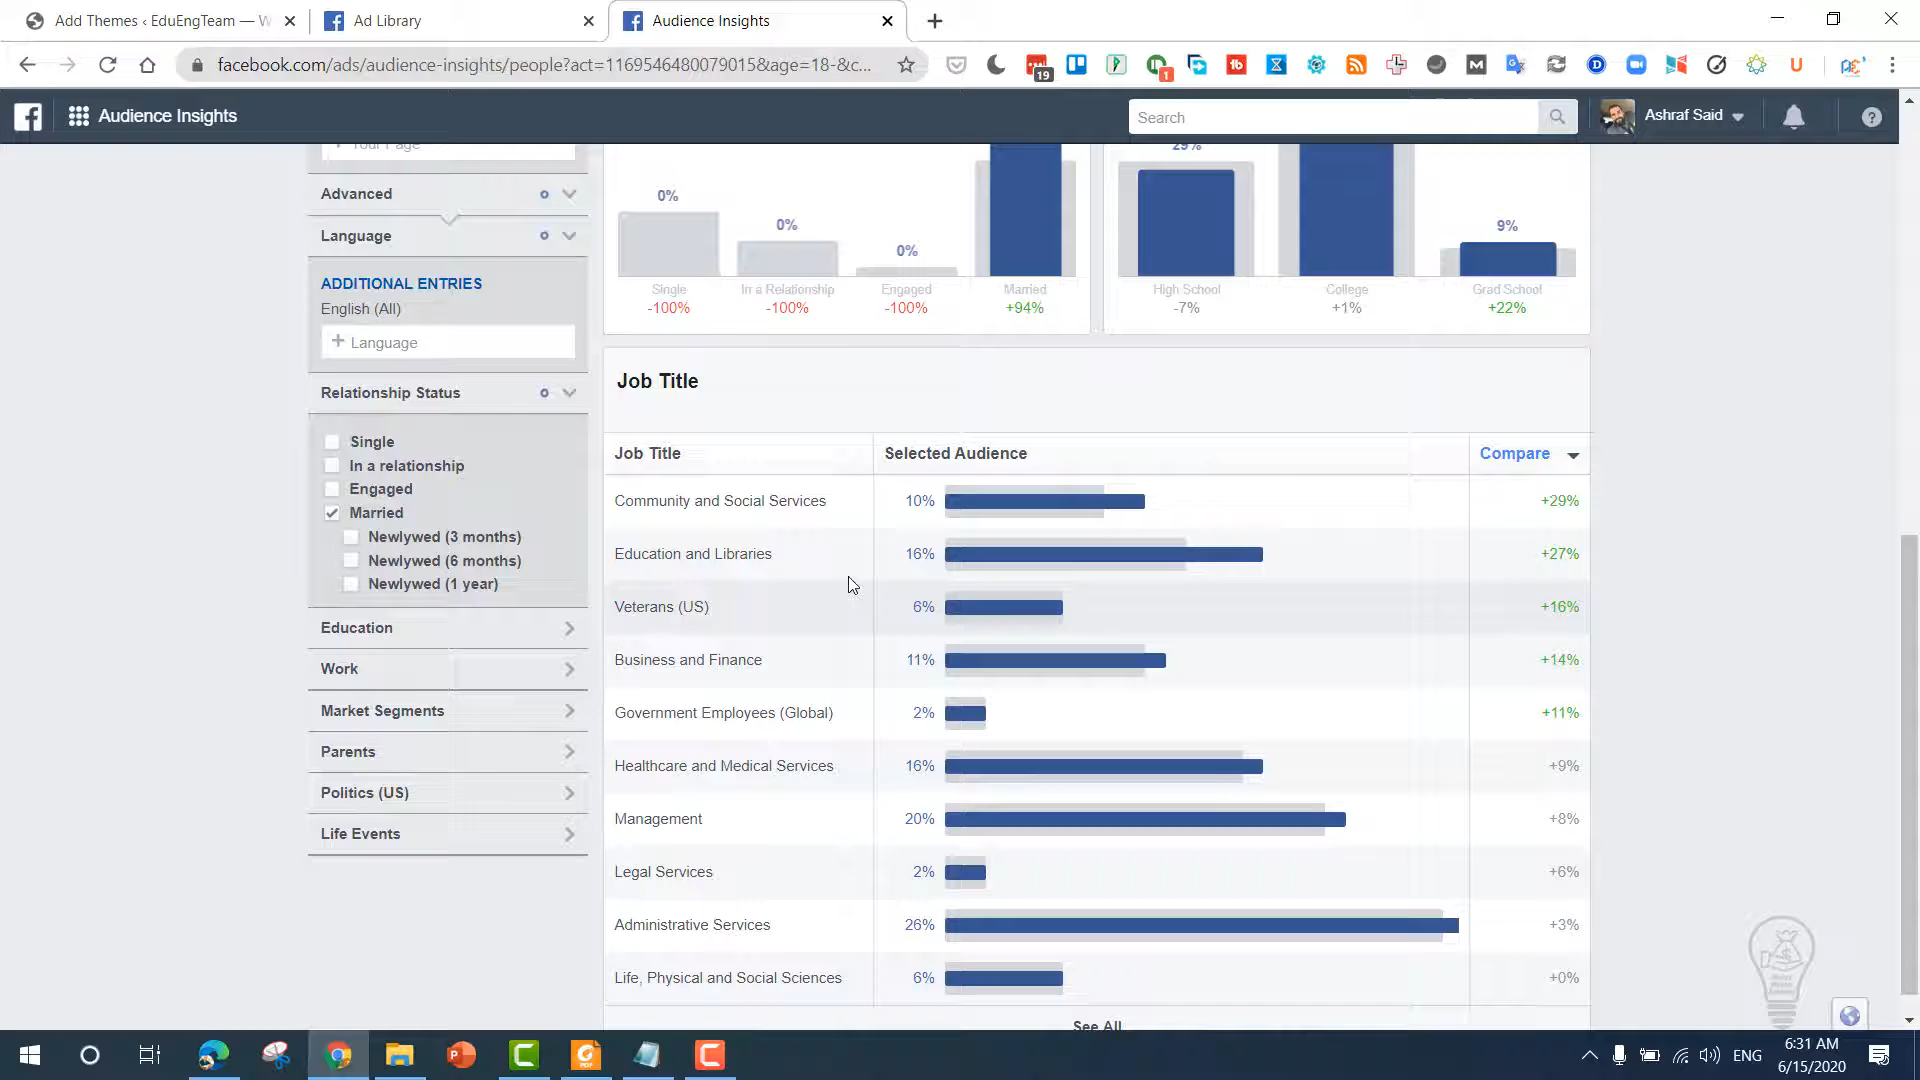 Add Themes ‹ EduEngTeam — W
Ad Library
Audience Insights
facebook.com/ads/audience-insights/people?act=1169546480079015&age=18-&c...
19
1
Audience Insights
Search
Ashraf Said
Your Page
Advanced
Language
ADDITIONAL ENTRIES
English (All)
+ Language
Relationship Status
Single
In a relationship
Engaged
Married
Newlywed (3 months)
Newlywed (6 months)
Newlywed (1 year)
Education
Work
Market Segments
Parents
Politics (US)
Life Events
0% 0% 0%
Single In a Relationship Engaged Married
-100% -100% -100% +94%
29% 9%
High School College Grad School
-7% +1% +22%
Job Title
Job Title Selected Audience Compare
Community and Social Services 10% +29%
Education and Libraries 16% +27%
Veterans (US) 6% +16%
Business and Finance 11% +14%
Government Employees (Global) 2% +11%
Healthcare and Medical Services 16% +9%
Management 20% +8%
Legal Services 2% +6%
Administrative Services 26% +3%
Life, Physical and Social Sciences 6% +0%
See All
ENG
6:31 AM
6/15/2020